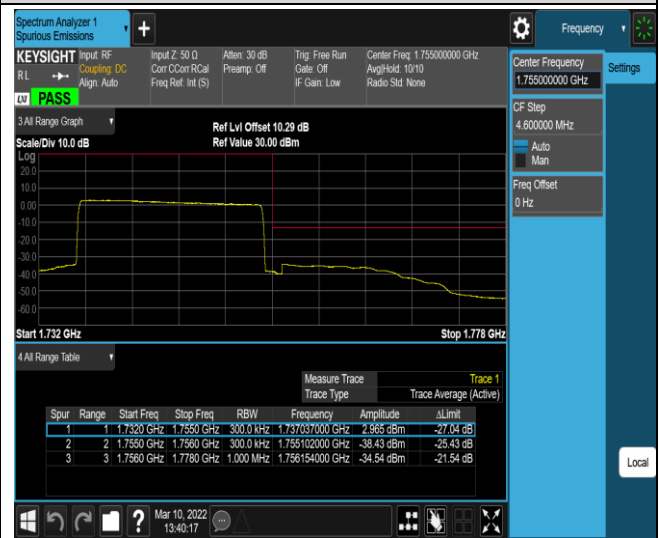 Spectrum Analyzer 1
Spurious Emissions
+
Frequency
KEYSIGHT Input: RF Input Z: 50 Ω Atten: 30 dB Trig: Free Run Center Freq: 1.755000000 GHz
RL Coupling: DC Corr CCorr RCal Preamp: Off Gate: Off Avg|Hold: 10/10
Align: Auto Freq Ref: Int (S) IF Gain: Low Radio Std: None
LXI PASS
Center Frequency
1.755000000 GHz
Settings
CF Step
4.600000 MHz
Auto
Man
Freq Offset
0 Hz
3 All Range Graph
Ref Lvl Offset 10.29 dB
Scale/Div 10.0 dB Ref Value 30.00 dBm
Log
20.0
10.0
0.00
-10.0
-20.0
-30.0
-40.0
-50.0
-60.0
Start 1.732 GHz Stop 1.778 GHz
4 All Range Table
Measure Trace Trace 1
Trace Type Trace Average (Active)
Spur Range Start Freq Stop Freq RBW Frequency Amplitude ΔLimit
1 1 1.7320 GHz 1.7550 GHz 300.0 kHz 1.737037000 GHz 2.965 dBm -27.04 dB
2 2 1.7550 GHz 1.7560 GHz 300.0 kHz 1.755102000 GHz -38.43 dBm -25.43 dB
3 3 1.7560 GHz 1.7780 GHz 1.000 MHz 1.756154000 GHz -34.54 dBm -21.54 dB
Local
? Mar 10, 2022
13:40:17